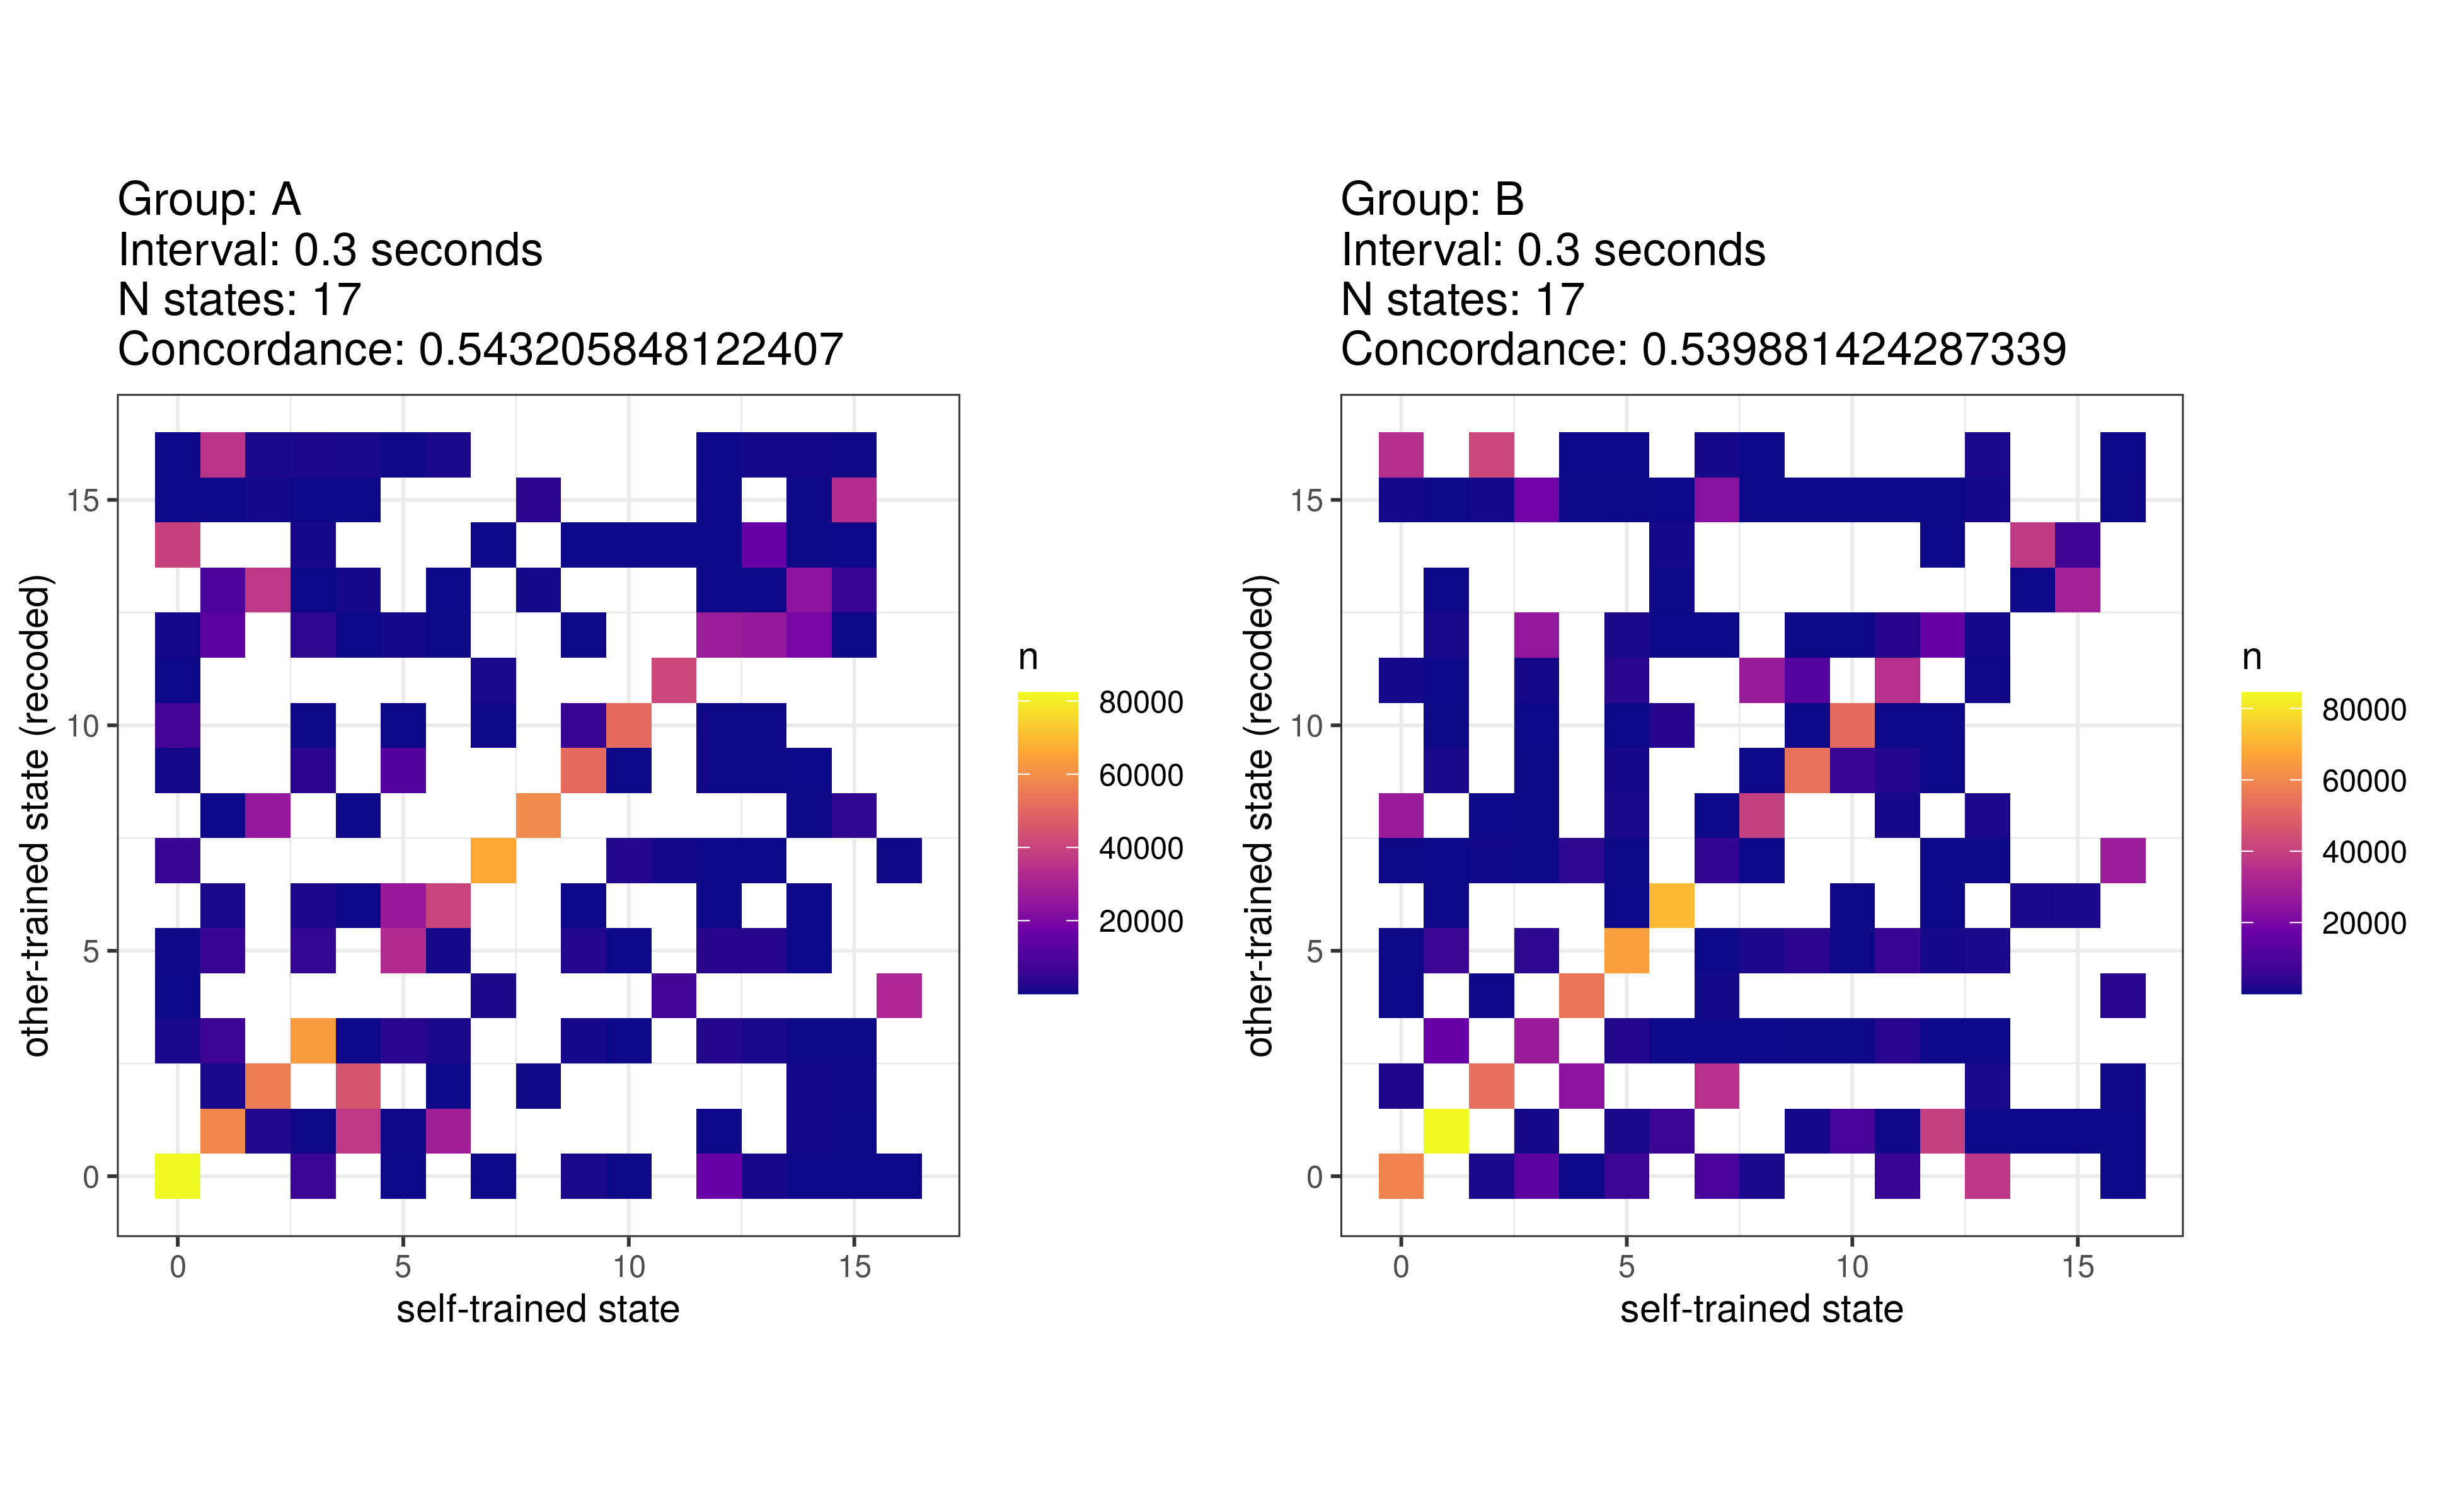 Group: A
Interval: 0.3 seconds
N states: 17
Concordance: 0.543205848122407
other-trained state (recoded)
15
10
5
0
0 5 10 15
self-trained state
n
80000
60000
40000
20000
Group: B
Interval: 0.3 seconds
N states: 17
Concordance: 0.539881424287339
other-trained state (recoded)
15
10
5
0
0 5 10 15
self-trained state
n
80000
60000
40000
20000